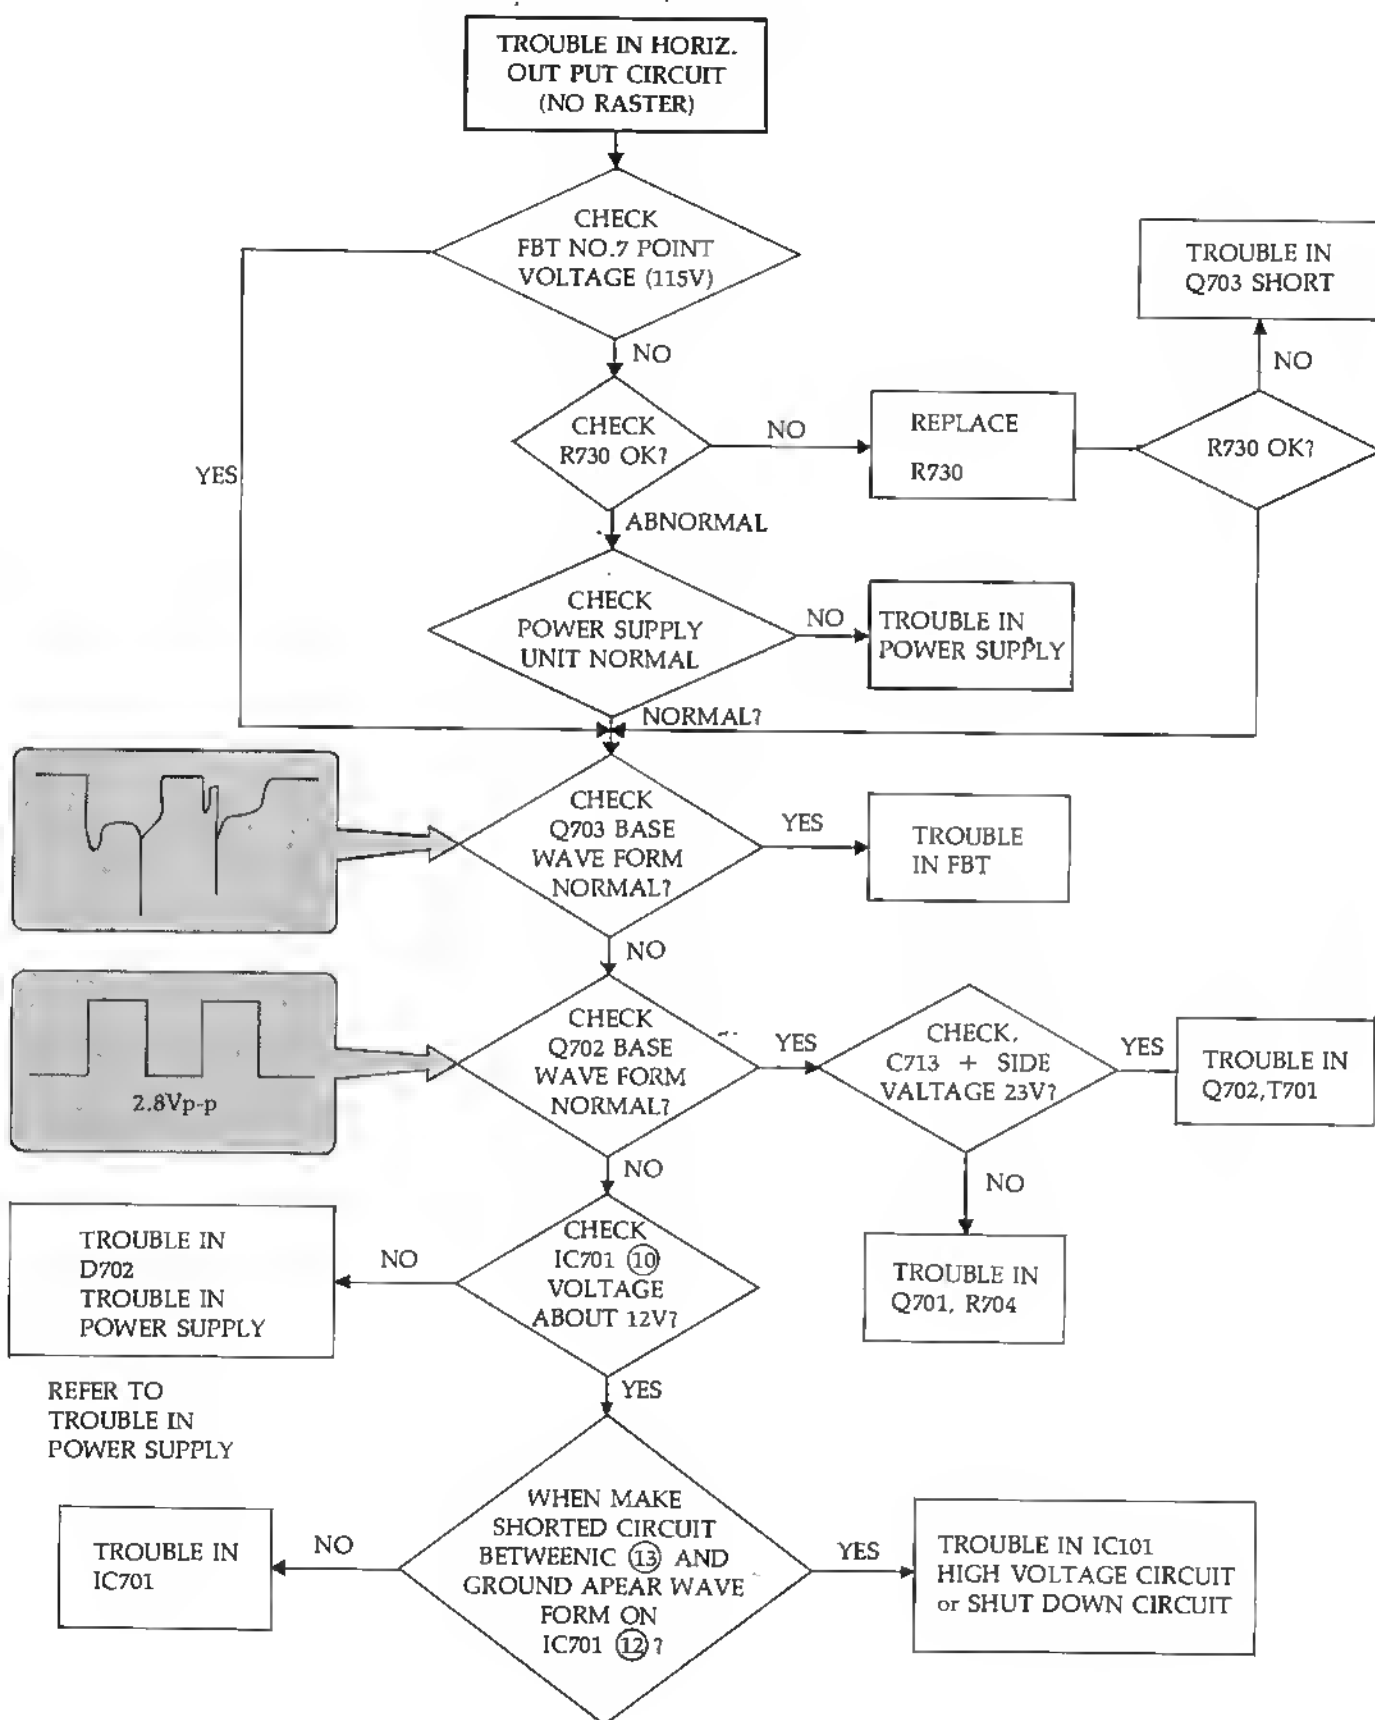 TROUBLE IN HORIZ.
OUT PUT CIRCUIT
(NO RASTER)
CHECK
FBT NO.7 POINT
VOLTAGE (115V)
TROUBLE IN
Q703 SHORT
NO
NO
CHECK
R730 OK?
NO
REPLACE
R730
R730 OK?
YES
ABNORMAL
CHECK
POWER SUPPLY
UNIT NORMAL
NO
TROUBLE IN
POWER SUPPLY
NORMAL?
CHECK
Q703 BASE
WAVE FORM
NORMAL?
YES
TROUBLE
IN FBT
NO
2.8Vp-p
CHECK
Q702 BASE
WAVE FORM
NORMAL?
YES
CHECK.
C713 + SIDE
VALTAGE 23V?
YES
TROUBLE IN
Q702,T701
NO
NO
TROUBLE IN
Q701, R704
TROUBLE IN
D702
TROUBLE IN
POWER SUPPLY
NO
CHECK
IC701 ⑩
VOLTAGE
ABOUT 12V?
REFER TO
TROUBLE IN
POWER SUPPLY
YES
TROUBLE IN
IC701
NO
WHEN MAKE
SHORTED CIRCUIT
BETWEENIC ⑬ AND
GROUND APEAR WAVE
FORM ON
IC701 ⑫?
YES
TROUBLE IN IC101
HIGH VOLTAGE CIRCUIT
or SHUT DOWN CIRCUIT